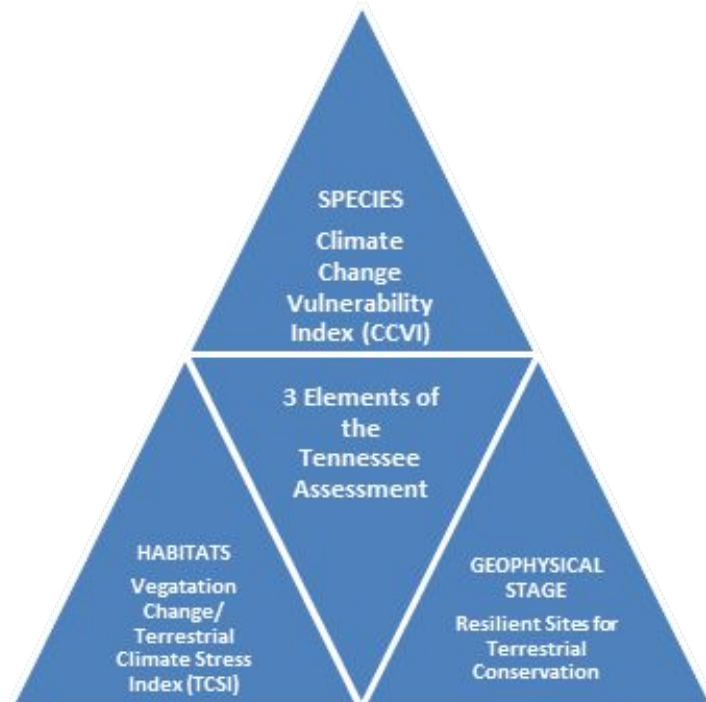 SPECIES
Climate
Change
Vulnerability
Index (CCVI)
3 Elements of
the
Tennessee
Assessment
HABITATS
Vegatation
Change/
Terrestrial
Climate Stress
Index (TCSI)
GEOPHYSICAL
STAGE
Resilient Sites for
Terrestrial
Conservation